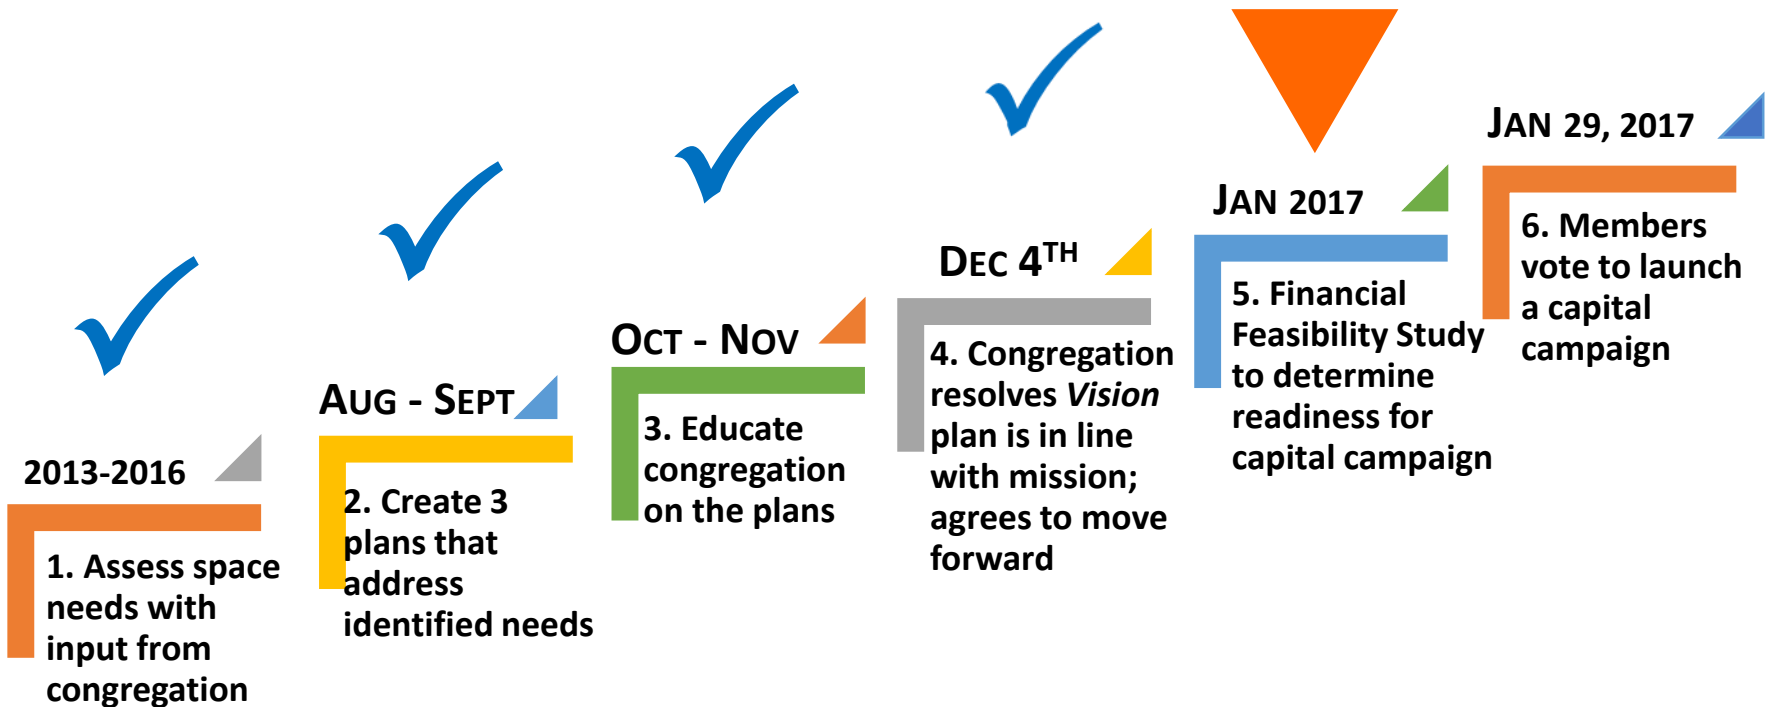 2013-2016
1. Assess space
needs with
input from
congregation
AUG - SEPT
2. Create 3
plans that
address
identified needs
OCT - NOV
3. Educate
congregation
on the plans
DEC 4TH
4. Congregation
resolves Vision
plan is in line
with mission;
agrees to move
forward
JAN 2017
5. Financial
Feasibility Study
to determine
readiness for
capital campaign
JAN 29, 2017
6. Members
vote to launch
a capital
campaign